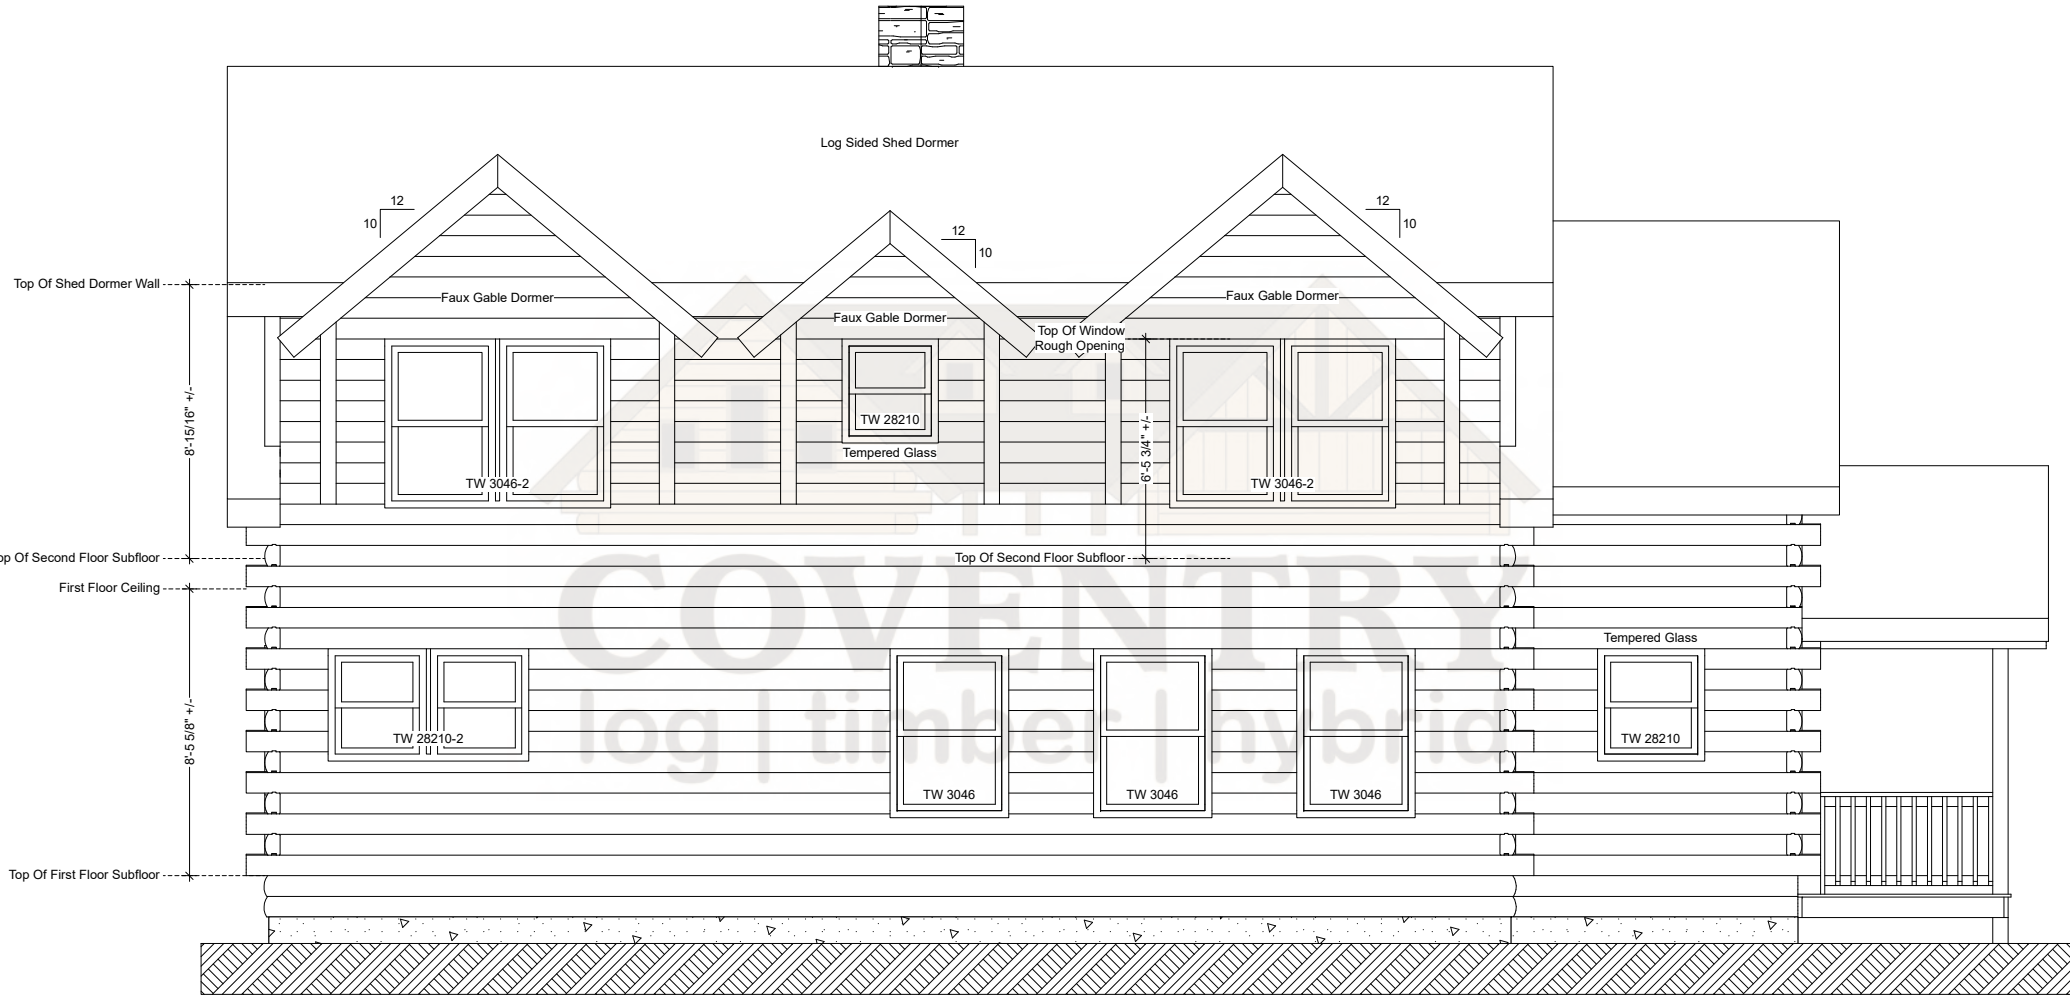 Log Sided Shed Dormer
12
10
12
10
12
10
Top Of Shed Dormer Wall
Faux Gable Dormer
Faux Gable Dormer
Faux Gable Dormer
Top Of Window
Rough Opening
8'-15/16" +/-
TW 28210
Tempered Glass
6'-5 3/4" +/-
TW 3046-2
TW 3046-2
op Of Second Floor Subfloor
Top Of Second Floor Subfloor
First Floor Ceiling
COVENTRY
log | timber | hybrid
Tempered Glass
8'-5 5/8" +/-
TW 28210-2
TW 28210
TW 3046
TW 3046
TW 3046
Top Of First Floor Subfloor